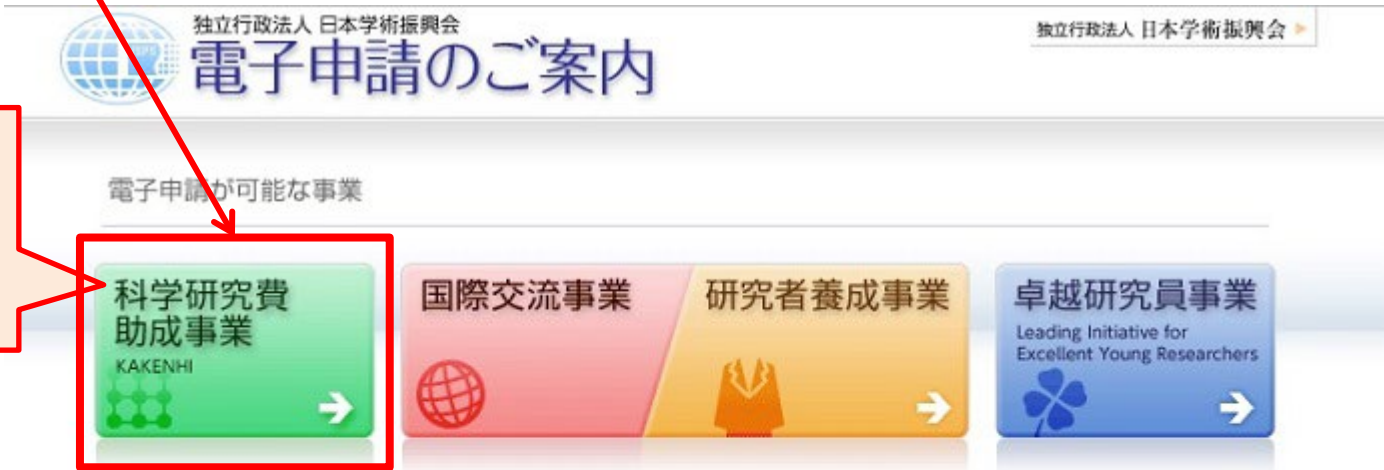 独立行政法人 日本学術振興会
電子申請のご案内
独立行政法人 日本学術振興会
電子申請が可能な事業
科学研究費
助成事業
KAKENHI
国際交流事業
研究者養成事業
卓越研究員事業
Leading Initiative for
Excellent Young Researchers